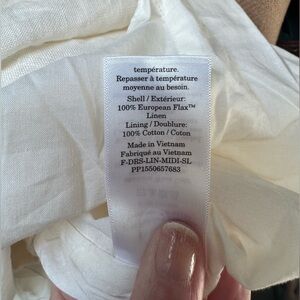 température.
Repasser à température
moyenne au besoin.
Shell / Extérieur:
100% European Flax™
Linen
Lining / Doublure:
100% Cotton / Coton
Made in Vietnam
Fabriqué au Vietnam
F-DRS-LIN-MIDI-SL
PP1550657683